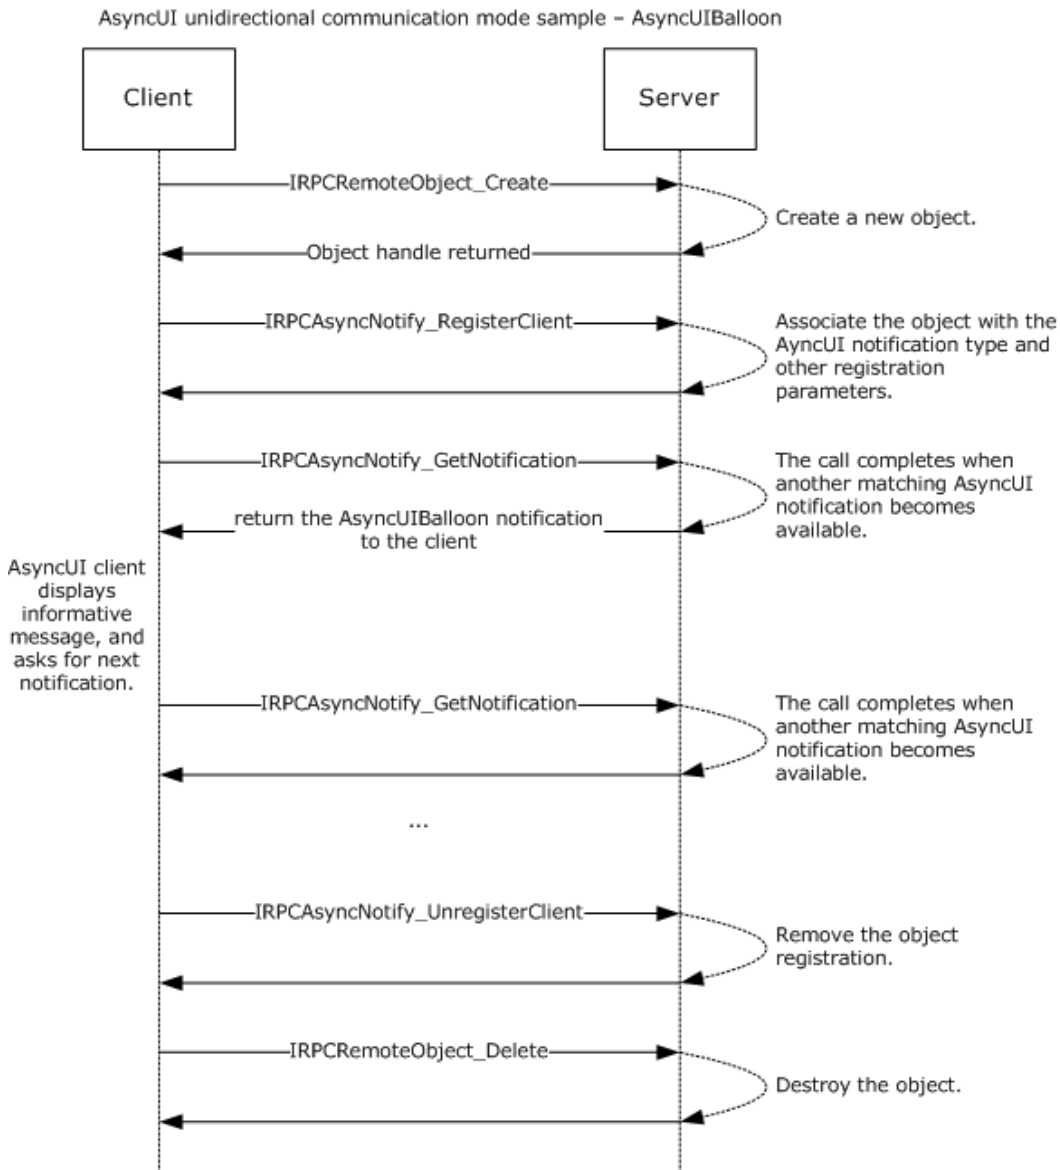 AsyncUI unidirectional communication mode sample – AsyncUIBalloon
Client
Server
IRPCRemoteObject_Create
Create a new object.
Object handle returned
IRPCAsyncNotify_RegisterClient
Associate the object with the
AyncUI notification type and
other registration
parameters.
IRPCAsyncNotify_GetNotification
The call completes when
another matching AsyncUI
notification becomes
available.
return the AsyncUIBalloon notification
to the client
AsyncUI client
displays
informative
message, and
asks for next
notification.
IRPCAsyncNotify_GetNotification
The call completes when
another matching AsyncUI
notification becomes
available.
...
IRPCAsyncNotify_UnregisterClient
Remove the object
registration.
IRPCRemoteObject_Delete
Destroy the object.